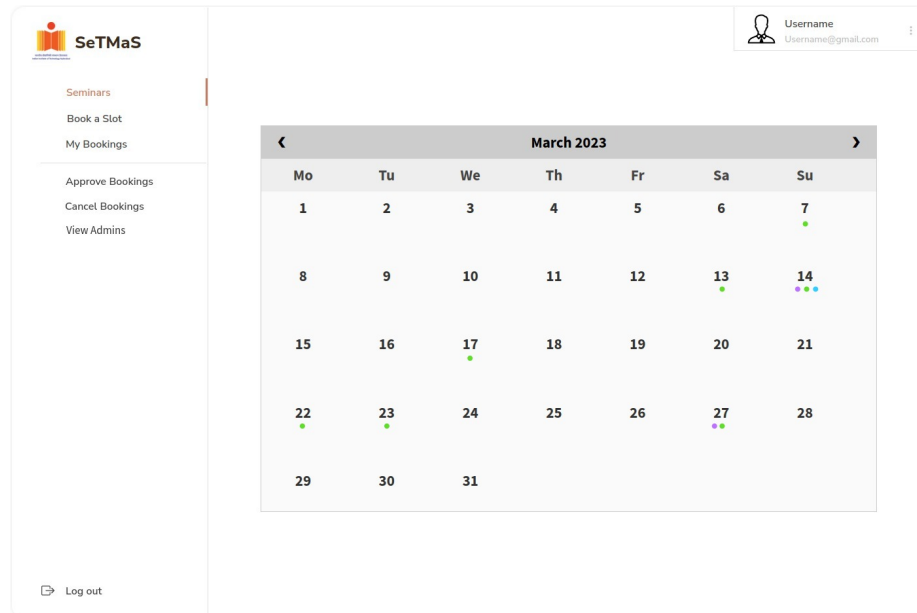 SeTMaS
Username
Username@gmail.com
Seminars
Book a Slot
My Bookings
Approve Bookings
Cancel Bookings
View Admins
March 2023
Mo Tu We Th Fr Sa Su
1 2 3 4 5 6 7
8 9 10 11 12 13 14
15 16 17 18 19 20 21
22 23 24 25 26 27 28
29 30 31
Log out